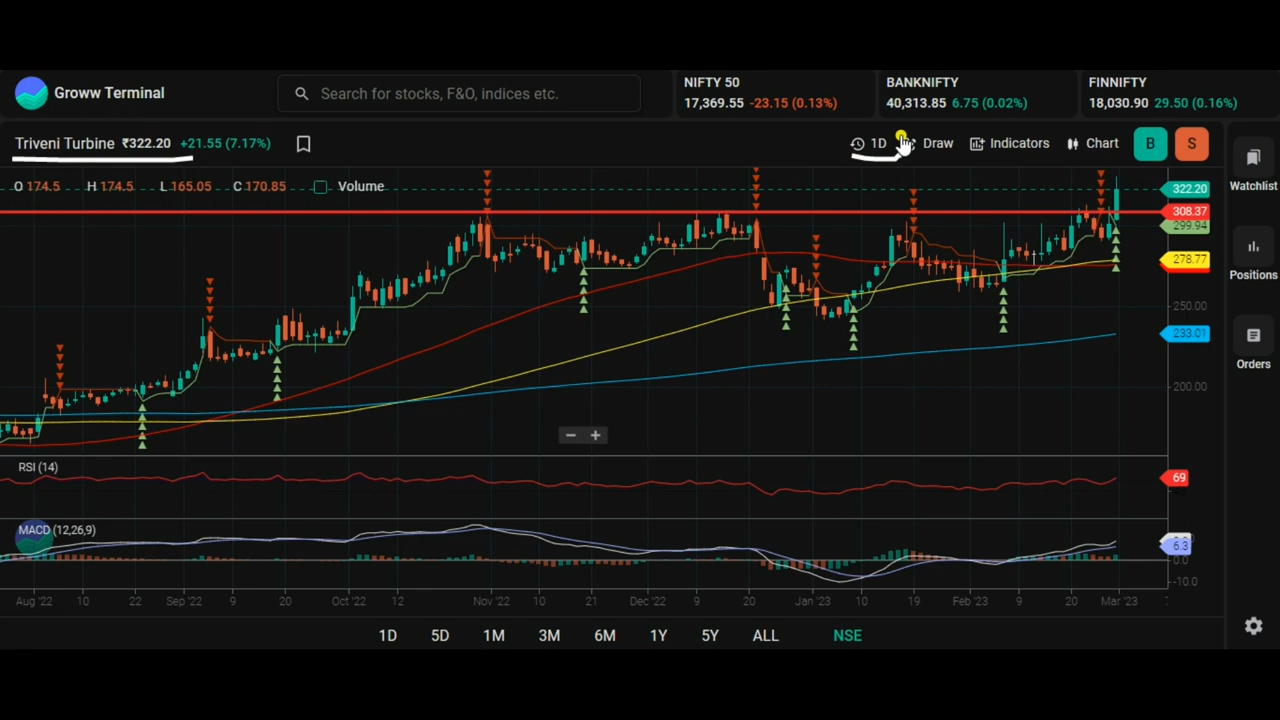 Groww Terminal
Search for stocks, F&O, indices etc.
NIFTY 50
17,369.55 -23.15 (0.13%)
BANKNIFTY
40,313.85 6.75 (0.02%)
FINNIFTY
18,030.90 29.50 (0.16%)
Triveni Turbine ₹322.20 +21.55 (7.17%)
1D
Draw
Indicators
Chart
B
S
Watchlist
Positions
Orders
O 174.5 H 174.5 L 165.05 C 170.85 Volume
322.20
308.37
299.94
278.77
250.00
233.01
200.00
RSI (14)
69
MACD (12,26,9)
6.3
0.0
-10.0
Aug '22 10 22 Sep '22 9 20 Oct '22 12 Nov '22 10 21 Dec '22 9 20 Jan '23 10 19 Feb '23 9 20 Mar '23
1D 5D 1M 3M 6M 1Y 5Y ALL NSE